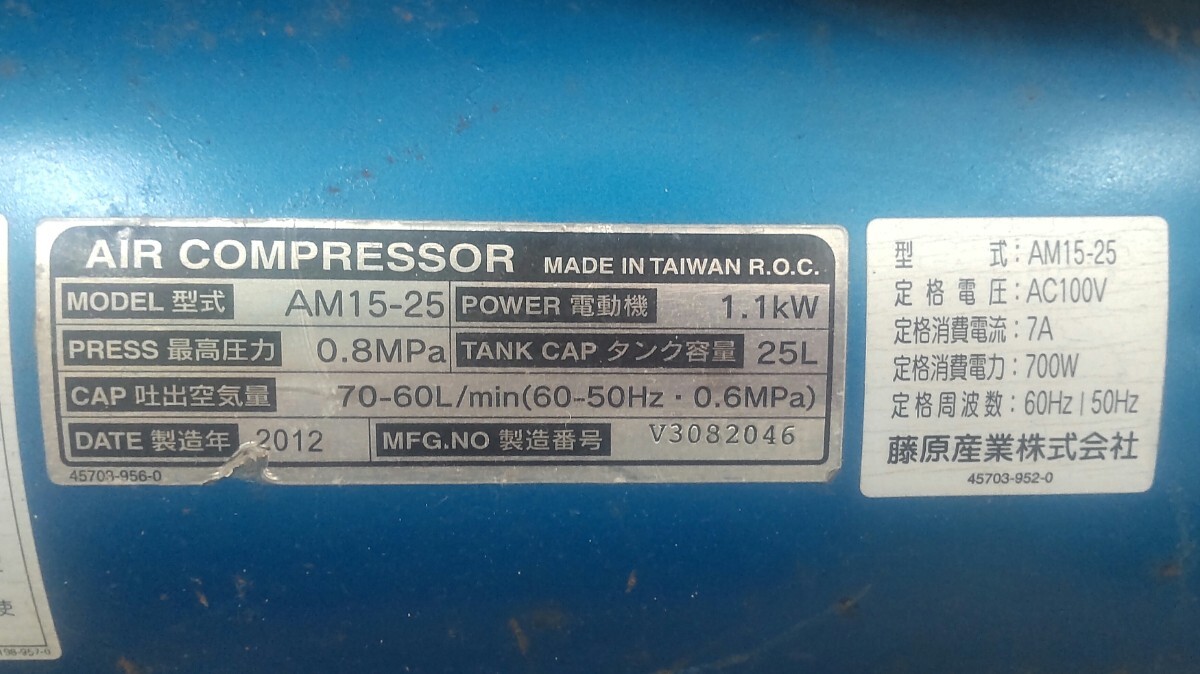 AIR COMPRESSOR MADE IN TAIWAN R.O.C.
MODEL 型式 AM15-25 POWER 電動機 1.1kW
PRESS 最高圧力 0.8MPa TANK CAP タンク容量 25L
CAP 吐出空気量 70-60L/min(60-50Hz・0.6MPa)
DATE 製造年 2012 MFG.NO 製造番号 V3082046
45703-956-0
型式:AM15-25
定格電圧:AC100V
定格消費電流:7A
定格消費電力:700W
定格周波数:60Hz | 50Hz
藤原産業株式会社
45703-952-0
使